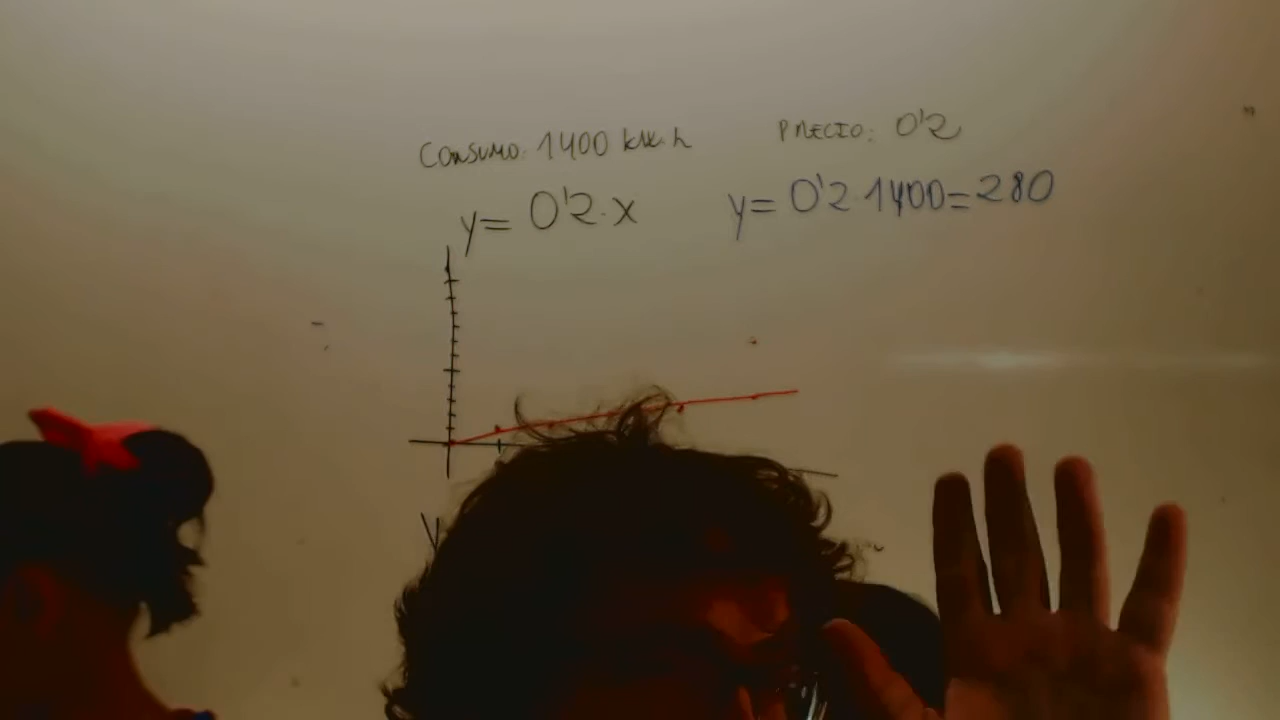 CONSUMO: 1400 kW·h
PRECIO: 0'2
y= 0'2·x
y= 0'2 1400=280
y